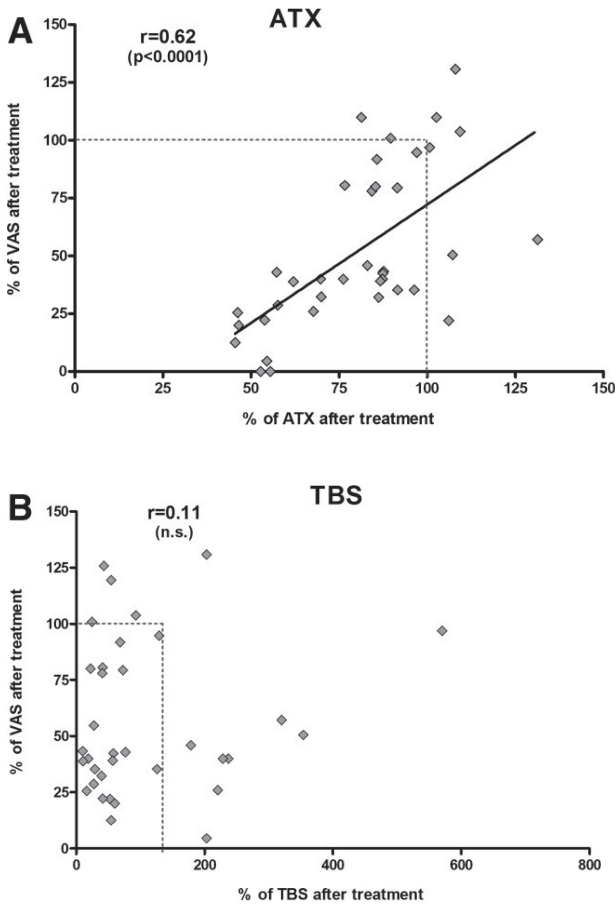 A
ATX
r=0.62
(p<0.0001)
150
125
100
75
50
25
0
% of VAS after treatment
0
25
50
75
100
125
150
% of ATX after treatment
B
TBS
r=0.11
(n.s.)
150
125
100
75
50
25
0
% of VAS after treatment
0
200
400
600
800
% of TBS after treatment